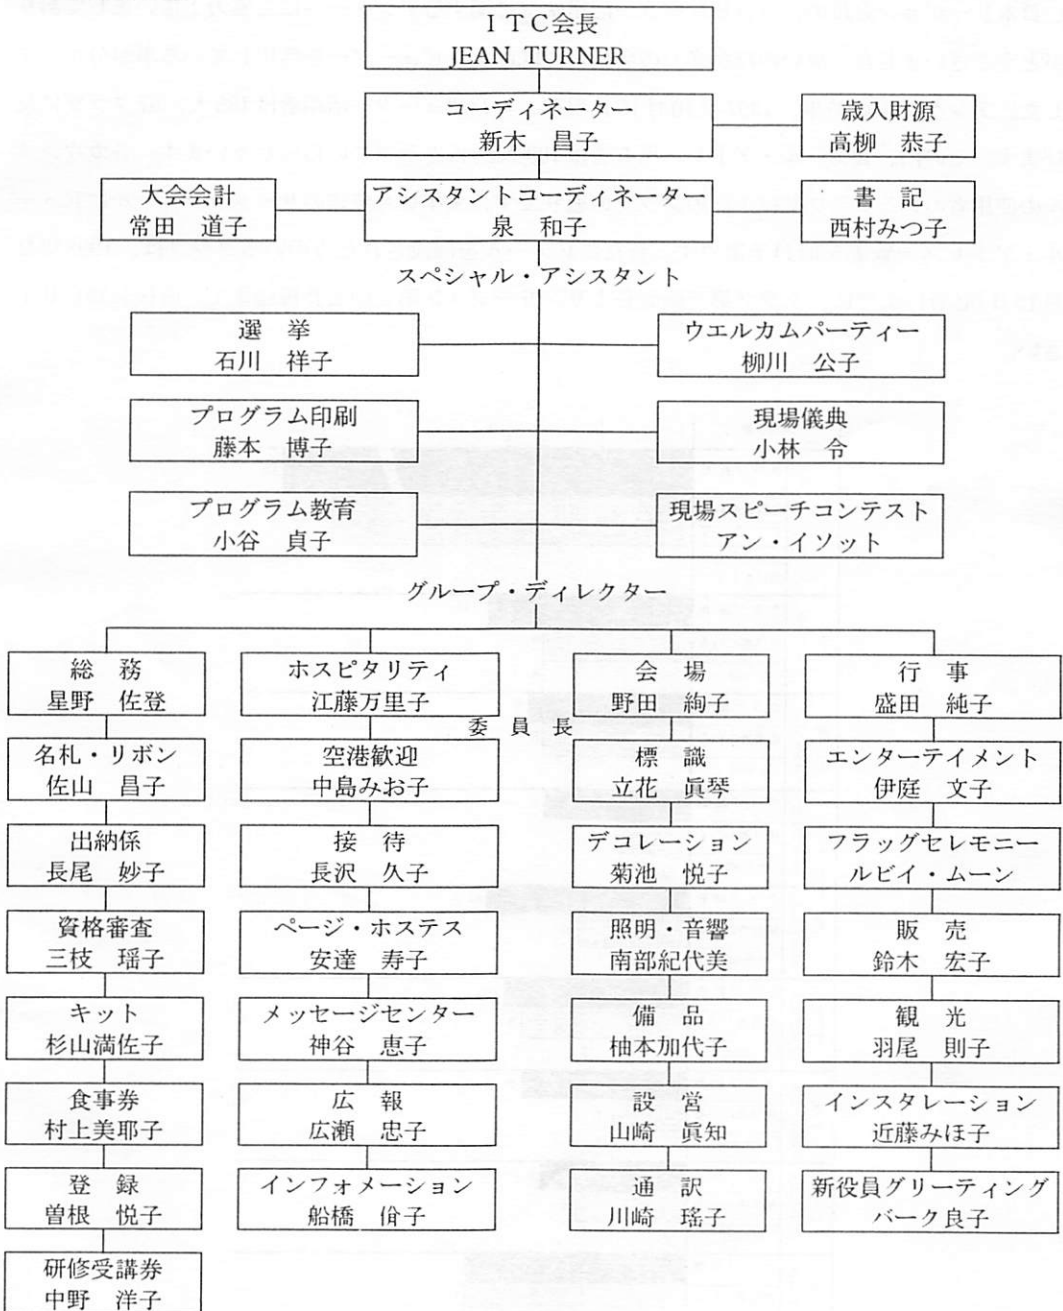 ＩＴＣ会長
JEAN TURNER
コーディネーター
新木　昌子
歳入財源
高柳　恭子
大会会計
常田　道子
アシスタントコーディネーター
泉　和子
書　記
西村みつ子
スペシャル・アシスタント
選　挙
石川　祥子
ウエルカムパーティー
柳川　公子
プログラム印刷
藤本　博子
現場儀典
小林　令
プログラム教育
小谷　貞子
現場スピーチコンテスト
アン・イソット
グループ・ディレクター
総　務
星野　佐登
ホスピタリティ
江藤万里子
会　場
野田　絢子
行　事
盛田　純子
委　員　長
名札・リボン
佐山　昌子
出納係
長尾　妙子
資格審査
三枝　瑶子
キット
杉山満佐子
食事券
村上美耶子
登　録
曽根　悦子
研修受講券
中野　洋子
空港歓迎
中島みお子
接　待
長沢　久子
ページ・ホステス
安達　寿子
メッセージセンター
神谷　恵子
広　報
広瀬　忠子
インフォメーション
船橋　
標　識
立花　眞琴
デコレーション
菊池　悦子
照明・音響
南部紀代美
備　品
柚本加代子
設　営
山崎　眞知
通　訳
川崎　瑤子
エンターテイメント
伊庭　文子
フラッグセレモニー
ルビイ・ムーン
販　売
鈴木　宏子
観　光
羽尾　則子
インスタレーション
近藤みほ子
新役員グリーティング
バーク良子